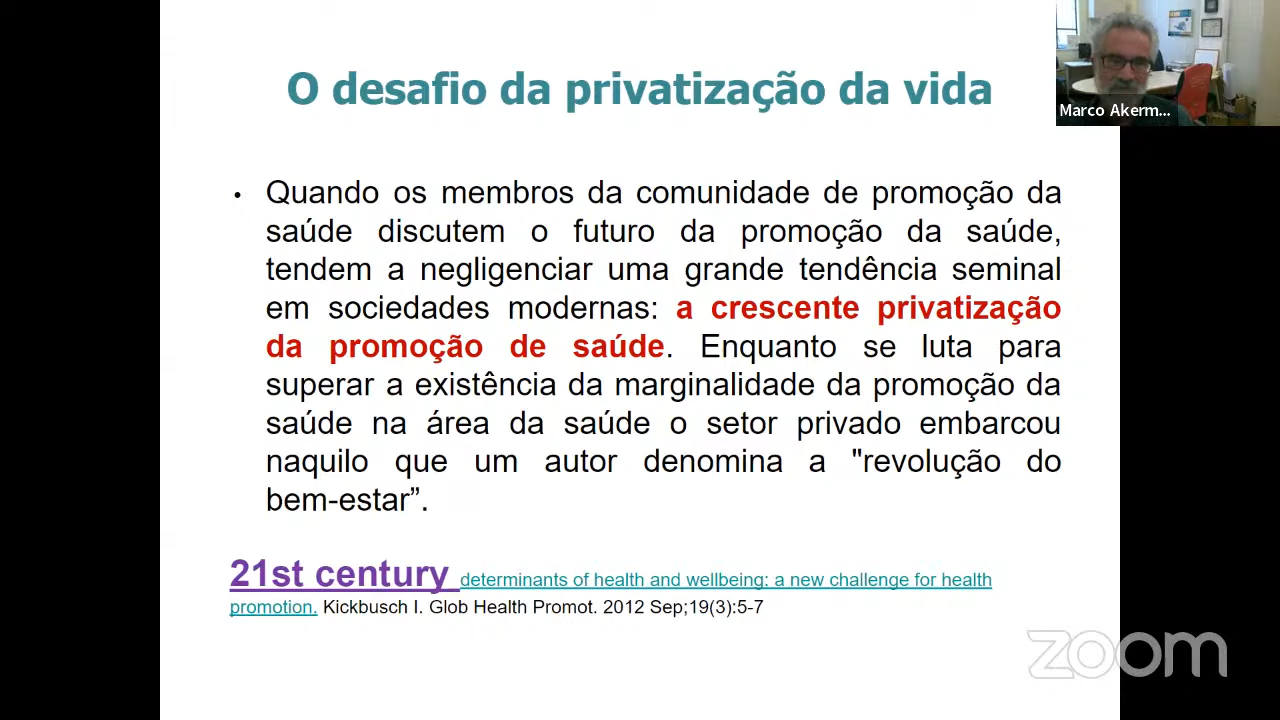 O desafio da privatização da vida
Marco Akerm...
• Quando os membros da comunidade de promoção da
saúde discutem o futuro da promoção da saúde,
tendem a negligenciar uma grande tendência seminal
em sociedades modernas: a crescente privatização
da promoção de saúde. Enquanto se luta para
superar a existência da marginalidade da promoção da
saúde na área da saúde o setor privado embarcou
naquilo que um autor denomina a "revolução do
bem-estar”.
21st century determinants of health and wellbeing: a new challenge for health
promotion. Kickbusch I. Glob Health Promot. 2012 Sep;19(3):5-7
zoom